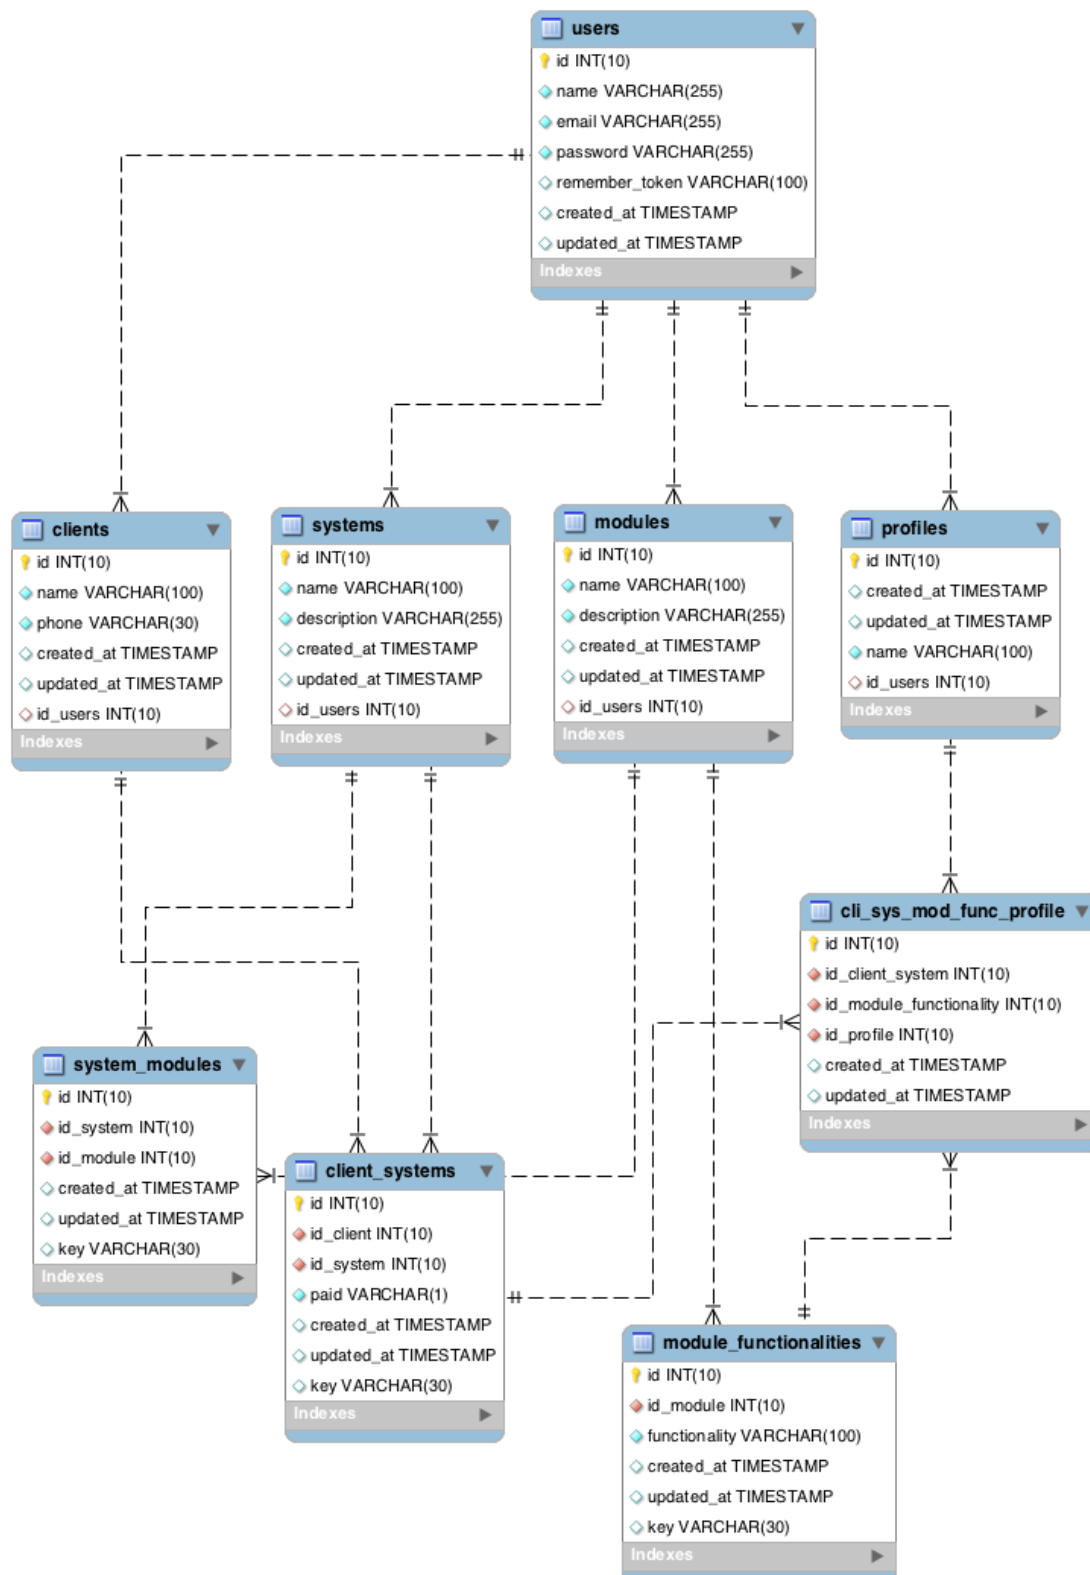 users
id INT(10)
name VARCHAR(255)
email VARCHAR(255)
password VARCHAR(255)
remember_token VARCHAR(100)
created_at TIMESTAMP
updated_at TIMESTAMP
Indexes
clients
id INT(10)
name VARCHAR(100)
phone VARCHAR(30)
created_at TIMESTAMP
updated_at TIMESTAMP
id_users INT(10)
Indexes
systems
id INT(10)
name VARCHAR(100)
description VARCHAR(255)
created_at TIMESTAMP
updated_at TIMESTAMP
id_users INT(10)
Indexes
modules
id INT(10)
name VARCHAR(100)
description VARCHAR(255)
created_at TIMESTAMP
updated_at TIMESTAMP
id_users INT(10)
Indexes
profiles
id INT(10)
created_at TIMESTAMP
updated_at TIMESTAMP
name VARCHAR(100)
id_users INT(10)
Indexes
cli_sys_mod_func_profile
id INT(10)
id_client_system INT(10)
id_module_functionality INT(10)
id_profile INT(10)
created_at TIMESTAMP
updated_at TIMESTAMP
Indexes
system_modules
id INT(10)
id_system INT(10)
id_module INT(10)
created_at TIMESTAMP
updated_at TIMESTAMP
key VARCHAR(30)
Indexes
client_systems
id INT(10)
id_client INT(10)
id_system INT(10)
paid VARCHAR(1)
created_at TIMESTAMP
updated_at TIMESTAMP
key VARCHAR(30)
Indexes
module_functionalities
id INT(10)
id_module INT(10)
functionality VARCHAR(100)
created_at TIMESTAMP
updated_at TIMESTAMP
key VARCHAR(30)
Indexes